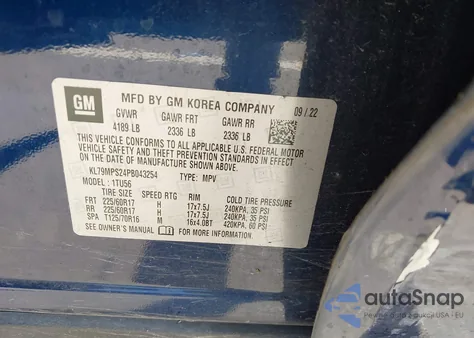 GM
MFD BY GM KOREA COMPANY 09 / 22
GVWR GAWR FRT GAWR RR
4189 LB 2336 LB 2336 LB
THIS VEHICLE CONFORMS TO ALL APPLICABLE U.S. FEDERAL MOTOR
VEHICLE SAFETY, BUMPER, AND THEFT PREVENTION STANDARDS IN EFFECT ON
THE DATE OF MANUFACTURE SHOWN ABOVE.
KL79MPS24PB043254 TYPE: MPV
MODEL: 1TU56
TIRE SIZE SPEED RTG RIM COLD TIRE PRESSURE
FRT 225/60R17 H 17x7.5J 240KPA, 35 PSI
RR 225/60R17 H 17x7.5J 240KPA, 35 PSI
SPA T125/70R16 M 16x4.0BT 420KPA, 60 PSI
SEE OWNER'S MANUAL FOR MORE INFORMATION.
autaSnap